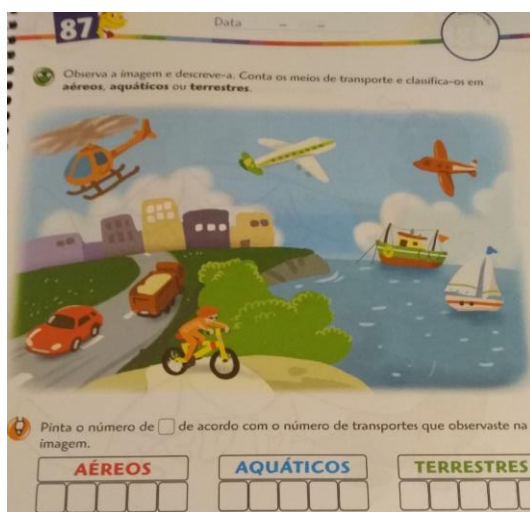 87
Data
Observa a imagem e descreve-a. Conta os meios de transporte e classifica-os em
aéreos, aquáticos ou terrestres.
Pinta o número de de acordo com o número de transportes que observaste na
imagem.
AÉREOS
AQUÁTICOS
TERRESTRES